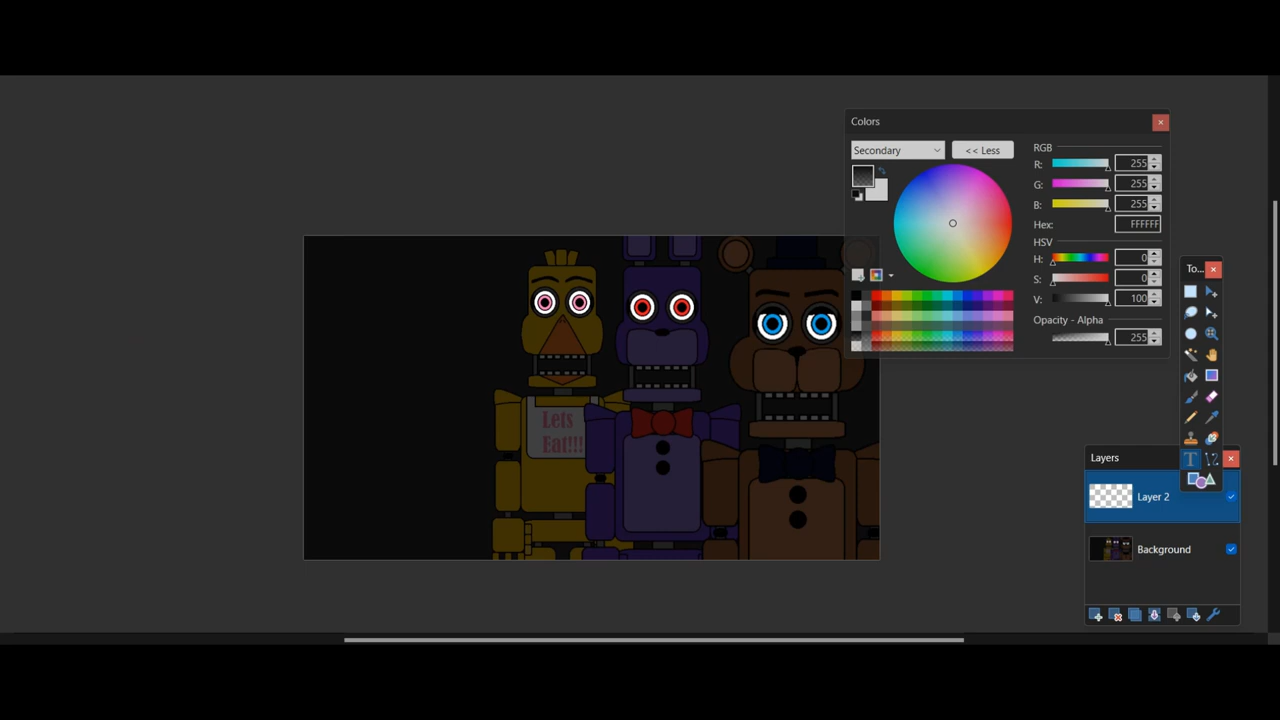 Colors
Secondary
<< Less
RGB
R: 255
G: 255
B: 255
Hex: FFFFFF
HSV
H: 0
S: 0
V: 100
Opacity - Alpha
255
To...
Lets
Eat!!!
Layers
Layer 2
Background